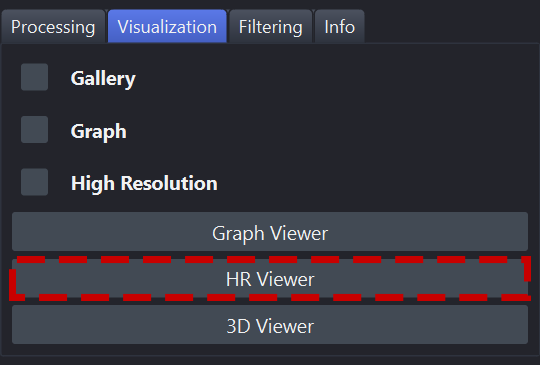 Processing Visualization Filtering Info
Gallery
Graph
High Resolution
Graph Viewer
HR Viewer
3D Viewer